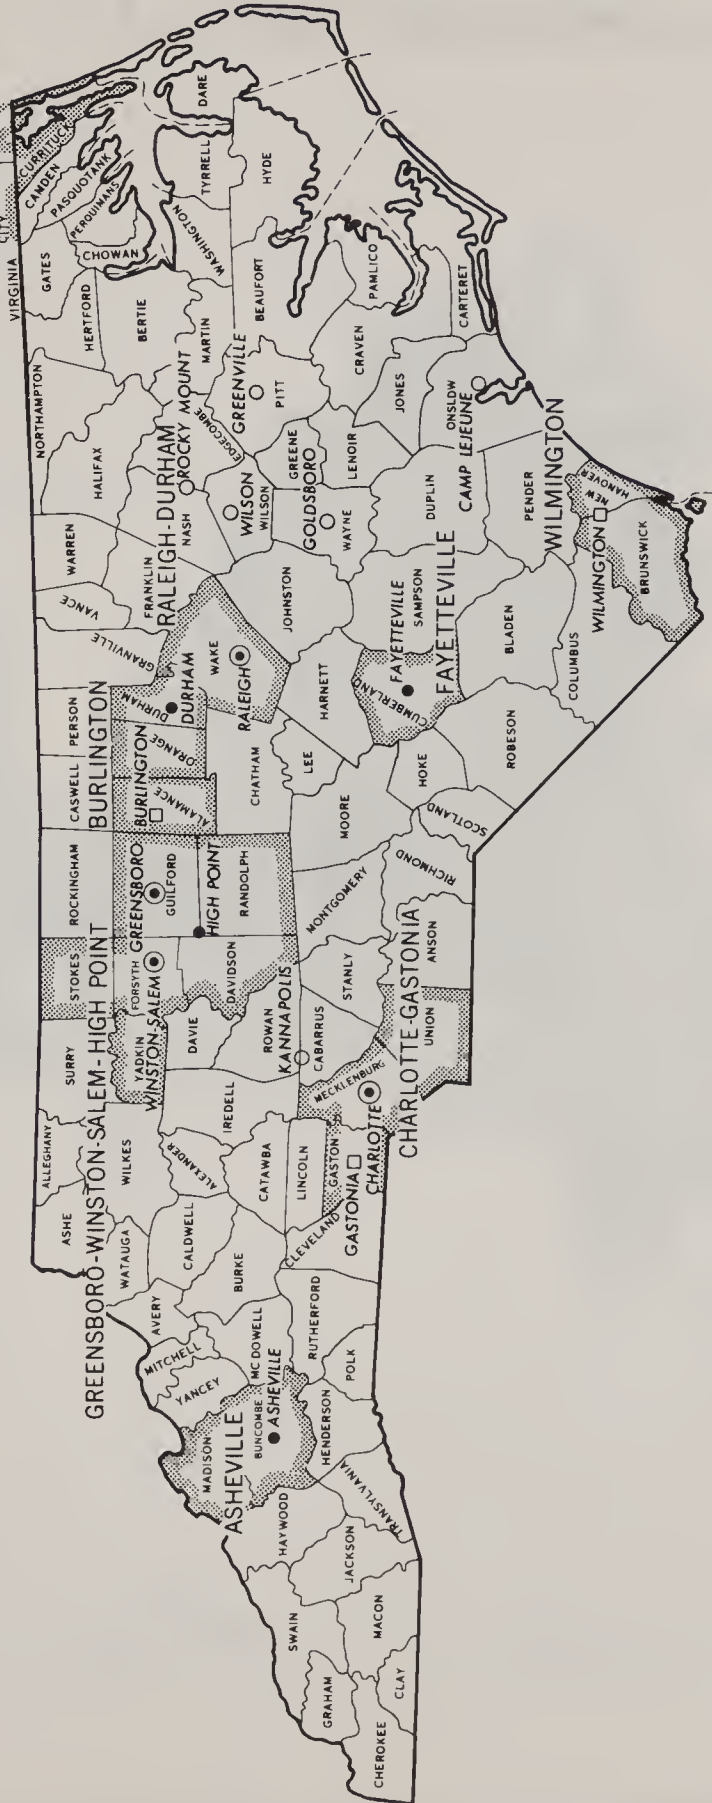 CITY
VIRGINIA
CURRITUCK
CAMDEN
PASQUOTANK
PERQUIMANS
CHOWAN
GATES
HERTFORD
BERTIE
NORTHAMPTON
HALIFAX
WARREN
VANCE
GRANVILLE
PERSON
CASWELL
ROCKINGHAM
STOKES
SURRY
ALLEGHANY
ASHE
DARE
TYRRELL
HYDE
WASHINGTON
MARTIN
BEAUFORT
PAMLICO
CRAVEN
CARTERET
JONES
ONSLOW
CAMP LEJEUNE
GREENVILLE
PITT
EDGECOMBE
ROCKY MOUNT
RALEIGH-DURHAM
NASH
FRANKLIN
WILSON
WILSON
GREENE
LENOIR
GOLDSBORO
WAYNE
DUPLIN
PENDER
WILMINGTON
NEW HANOVER
WILMINGTON
BRUNSWICK
COLUMBUS
BLADEN
SAMPSON
FAYETTEVILLE
FAYETTEVILLE
CUMBERLAND
JOHNSTON
WAKE
RALEIGH
DURHAM
DURHAM
HARNETT
LEE
CHATHAM
ORANGE
BURLINGTON
BURLINGTON
ALAMANCE
HOKE
ROBESON
SCOTLAND
MOORE
RICHMOND
MONTGOMERY
GREENSBORO
GUILFORD
HIGH POINT
RANDOLPH
GREENSBORO-WINSTON-SALEM-HIGH POINT
FORSYTH
WINSTON-SALEM
DAVIDSON
YADKIN
DAVIE
ROWAN
KANNAPOLIS
CABARRUS
STANLY
ANSON
UNION
CHARLOTTE-GASTONIA
MECKLENBURG
CHARLOTTE
GASTON
GASTONIA
LINCOLN
CATAWBA
IREDELL
ALEXANDER
WILKES
WATAUGA
CALDWELL
BURKE
CLEVELAND
RUTHERFORD
POLK
AVERY
MITCHELL
YANCEY
MC DOWELL
MADISON
BUNCOMBE
ASHEVILLE
ASHEVILLE
HENDERSON
TRANSYLVANIA
HAYWOOD
JACKSON
SWAIN
MACON
GRAHAM
CLAY
CHEROKEE